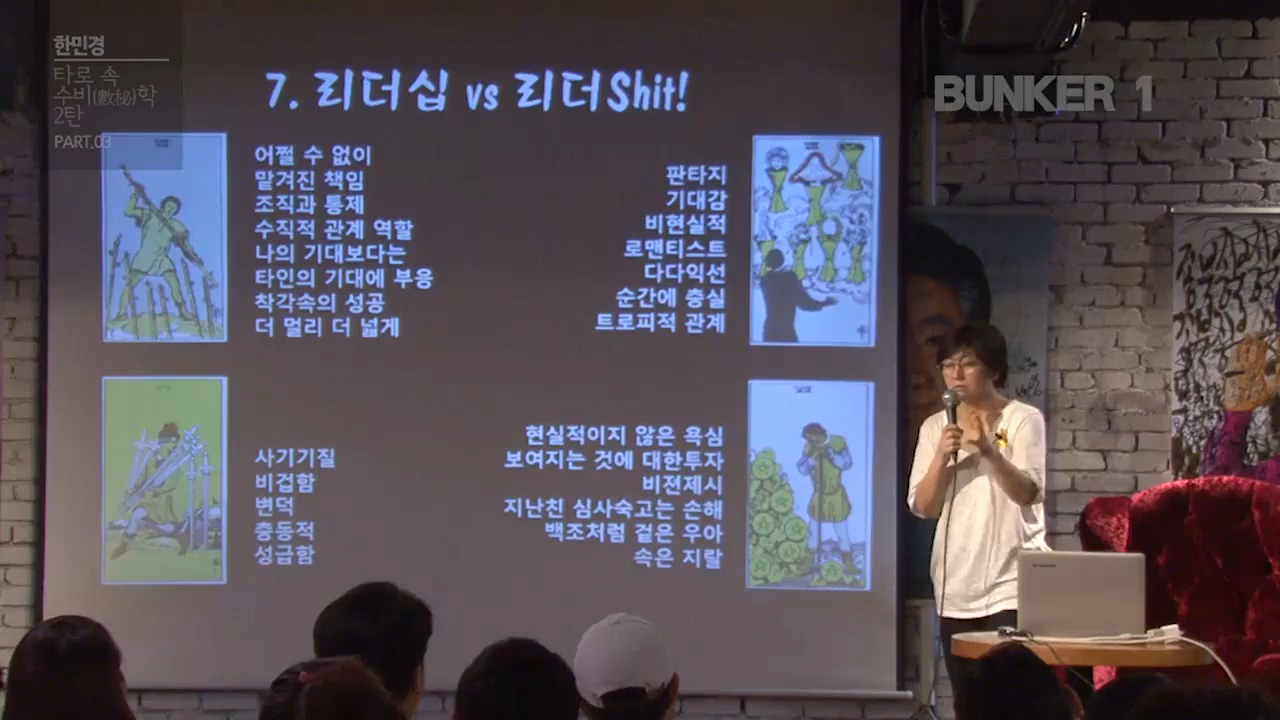 한민경
타로 속
수비(數秘)학
2탄
PART.03
BUNKER 1
7. 리더십 vs 리더Shit!
어쩔 수 없이
맡겨진 책임
조직과 통제
수직적 관계 역할
나의 기대보다는
타인의 기대에 부용
착각속의 성공
더 멀리 더 넓게
판타지
기대감
비현실적
로맨티스트
다다익선
순간에 충실
트로피적 관계
사기기질
비겁함
변덕
충동적
성급함
현실적이지 않은 욕심
보여지는 것에 대한투자
비젼제시
지난친 심사숙고는 손해
백조처럼 겉은 우아
속은 지랄